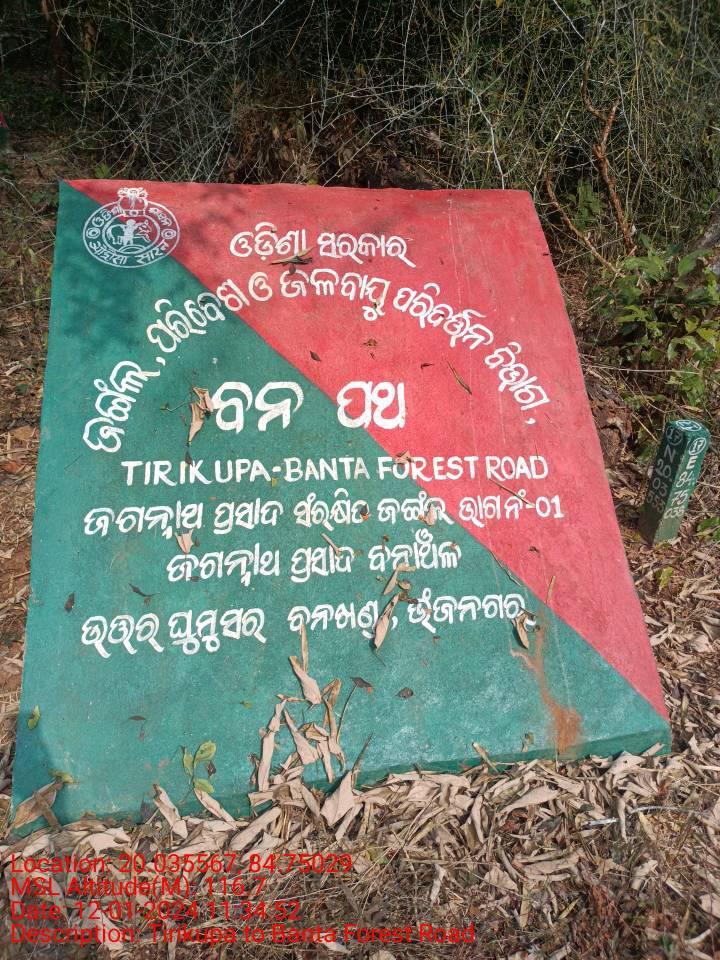 ଓଡ଼ିଶା ସରକାର
ଜଙ୍ଗଲ, ପରିବେଶ ଓ ଜଳବାୟୁ ପରିବର୍ତ୍ତନ ବିଭାଗ,
ବନ ପଥ
TIRIKUPA-BANTA FOREST ROAD
ଜଗନ୍ନାଥ ପ୍ରସାଦ ସଂରକ୍ଷିତ ଜଙ୍ଗଲ ଭାଗନଂ-01
ଜଗନ୍ନାଥ ପ୍ରସାଦ ବନାଞ୍ଚଳ
ଉତ୍ତର ଘୁମୁସର ବନଖଣ୍ଡ, ଭଂଜନଗର
Location: 20.035567, 84.75029
MSL Altitude(M): 116.7
Date: 12-01-2024 11:34:52
Description: Tirikupa to Banta Forest Road